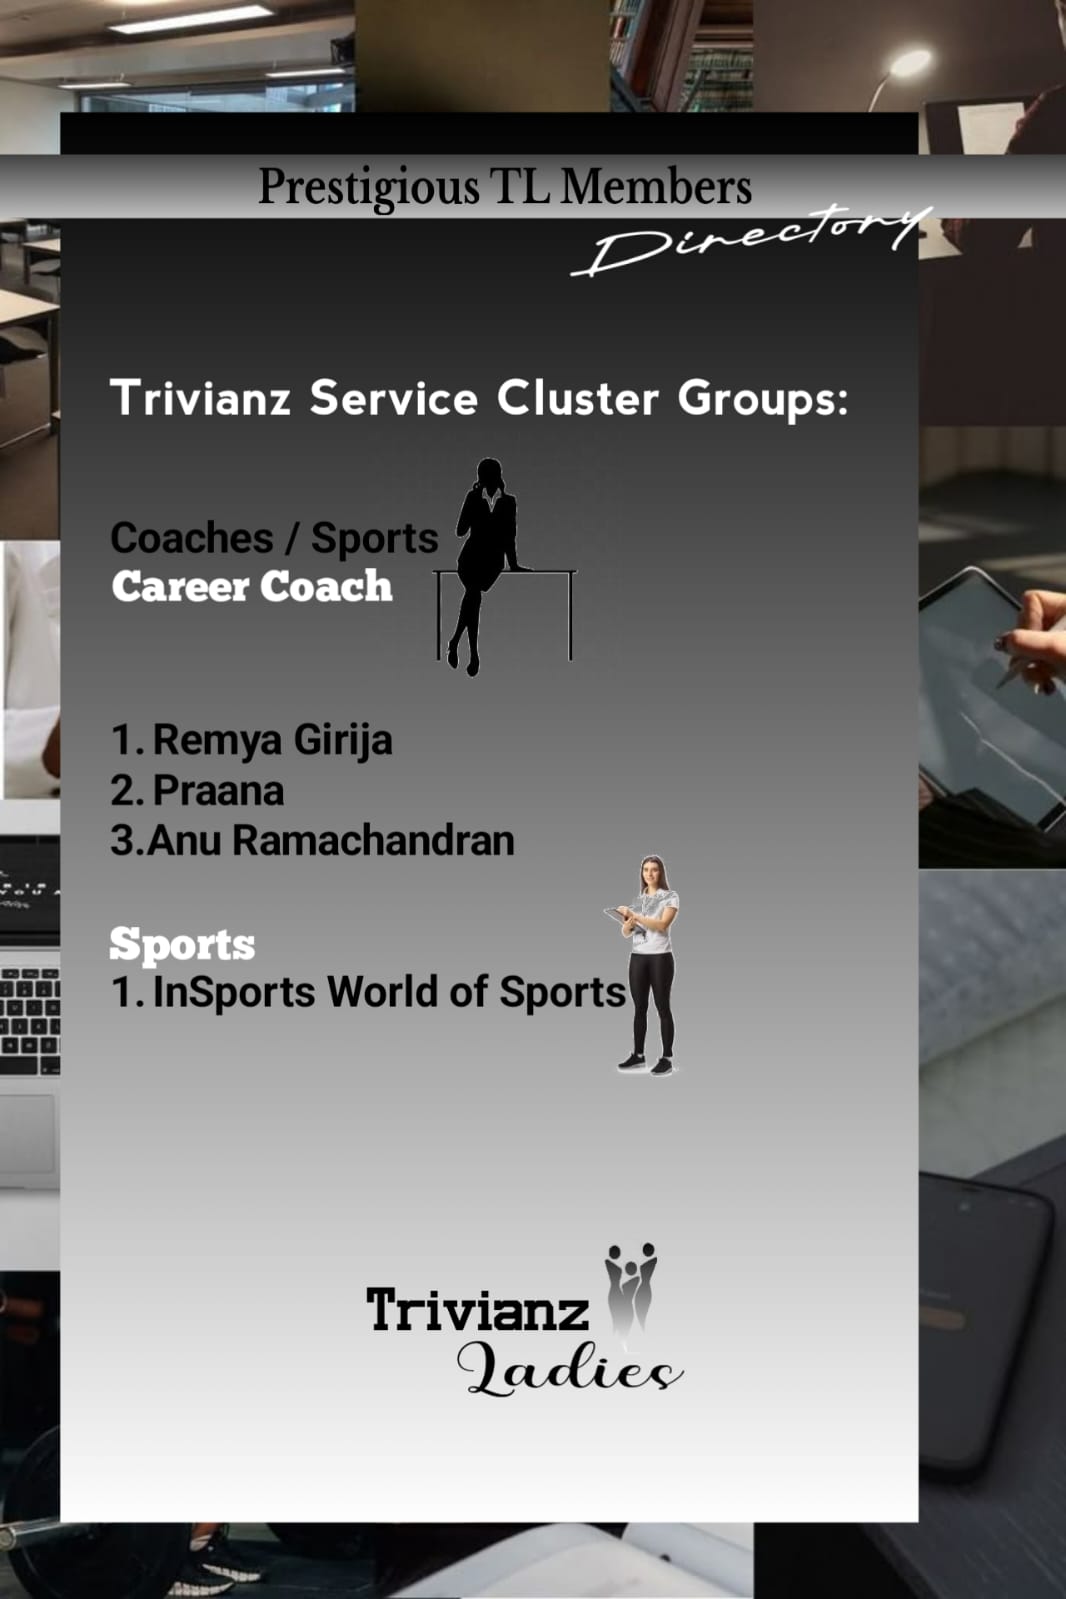 Prestigious TL Members
Directory
Trivianz Service Cluster Groups:
Coaches / Sports
Career Coach
1. Remya Girija
2. Praana
3.Anu Ramachandran
Sports
1. InSports World of Sports
Trivianz
Ladies